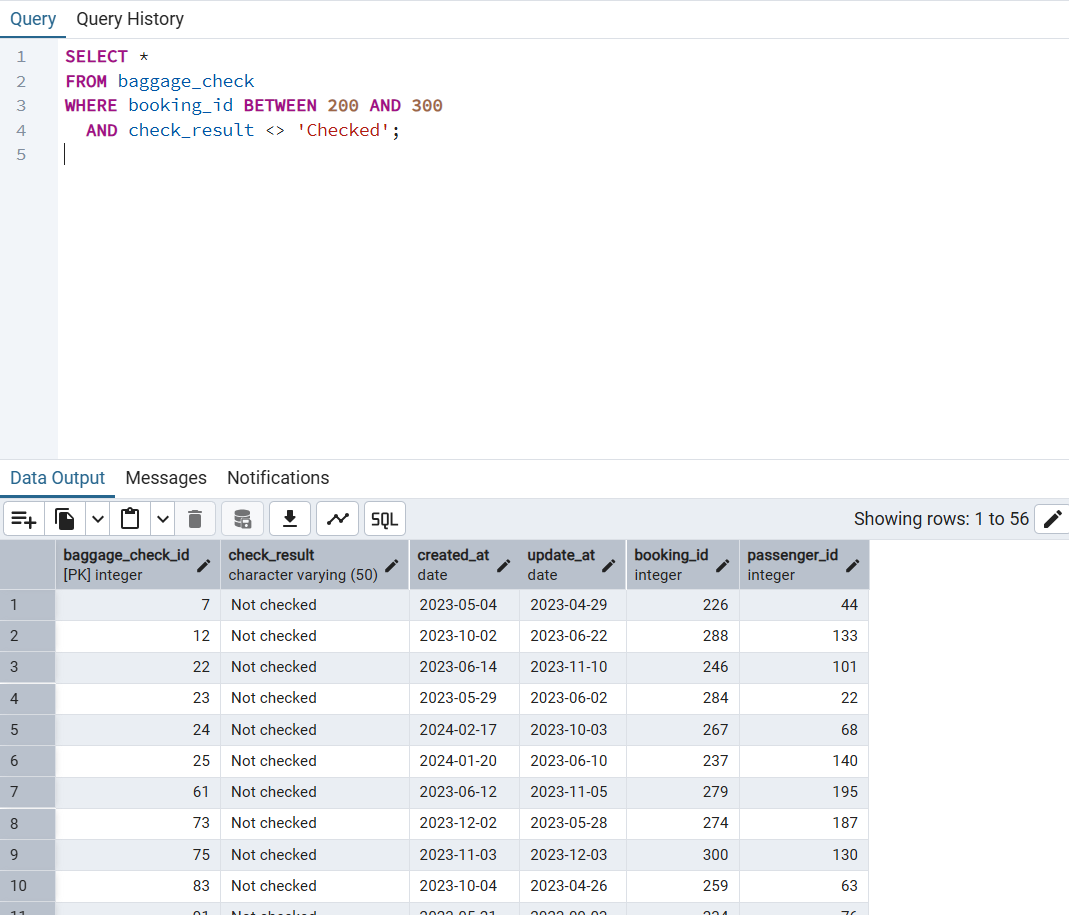 Query Query History
1 SELECT *
2 FROM baggage_check
3 WHERE booking_id BETWEEN 200 AND 300
4 AND check_result <> 'Checked';
5
Data Output Messages Notifications
SQL Showing rows: 1 to 56
baggage_check_id check_result created_at update_at booking_id passenger_id
[PK] integer character varying (50) date date integer integer
1 7 Not checked 2023-05-04 2023-04-29 226 44
2 12 Not checked 2023-10-02 2023-06-22 288 133
3 22 Not checked 2023-06-14 2023-11-10 246 101
4 23 Not checked 2023-05-29 2023-06-02 284 22
5 24 Not checked 2024-02-17 2023-10-03 267 68
6 25 Not checked 2024-01-20 2023-06-10 237 140
7 61 Not checked 2023-06-12 2023-11-05 279 195
8 73 Not checked 2023-12-02 2023-05-28 274 187
9 75 Not checked 2023-11-03 2023-12-03 300 130
10 83 Not checked 2023-10-04 2023-04-26 259 63
11 Not checked